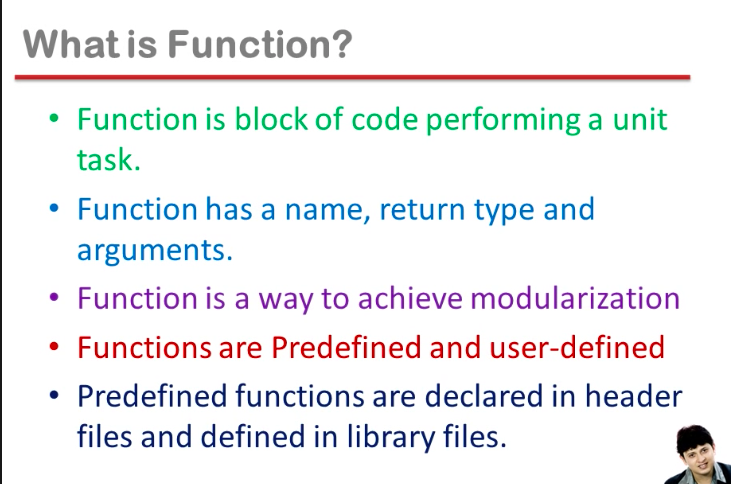 What is Function?
• Function is block of code performing a unit
task.
• Function has a name, return type and
arguments.
• Function is a way to achieve modularization
• Functions are Predefined and user-defined
• Predefined functions are declared in header
files and defined in library files.